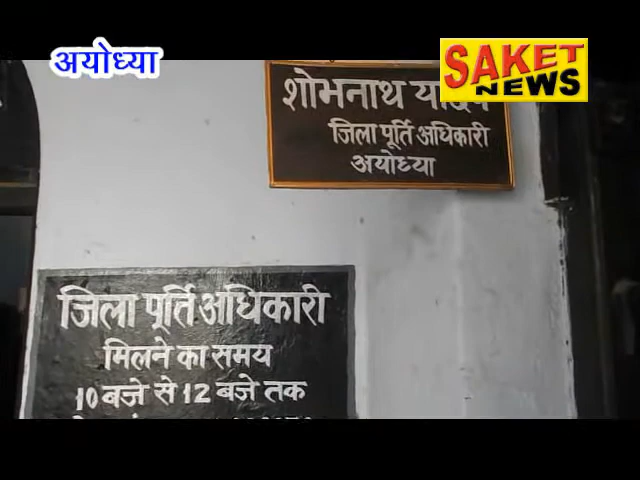 अयोध्या
SAKET
NEWS
शोभनाथ
जिला पूर्ति अधिकारी
अयोध्या
जिला पूर्ति अधिकारी
मिलने का समय
10 बजे से 12 बजे तक